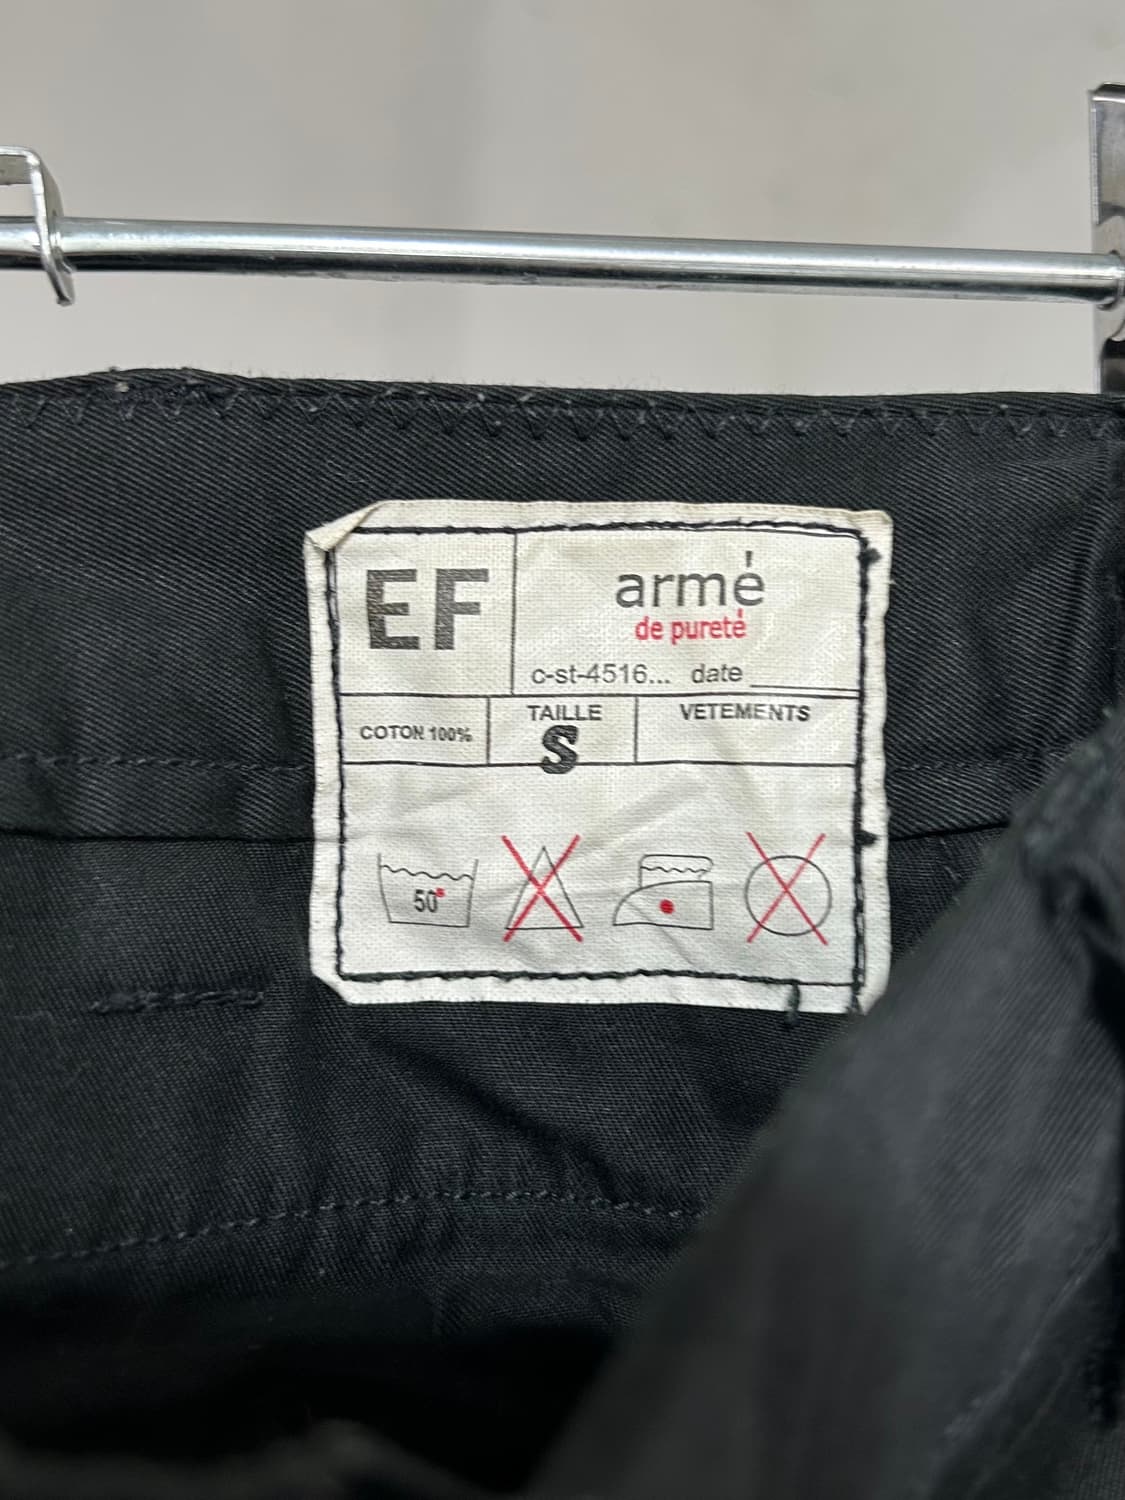 EF
armé
de pureté
c-st-4516... date
COTON 100%
TAILLE
S
VETEMENTS
50°